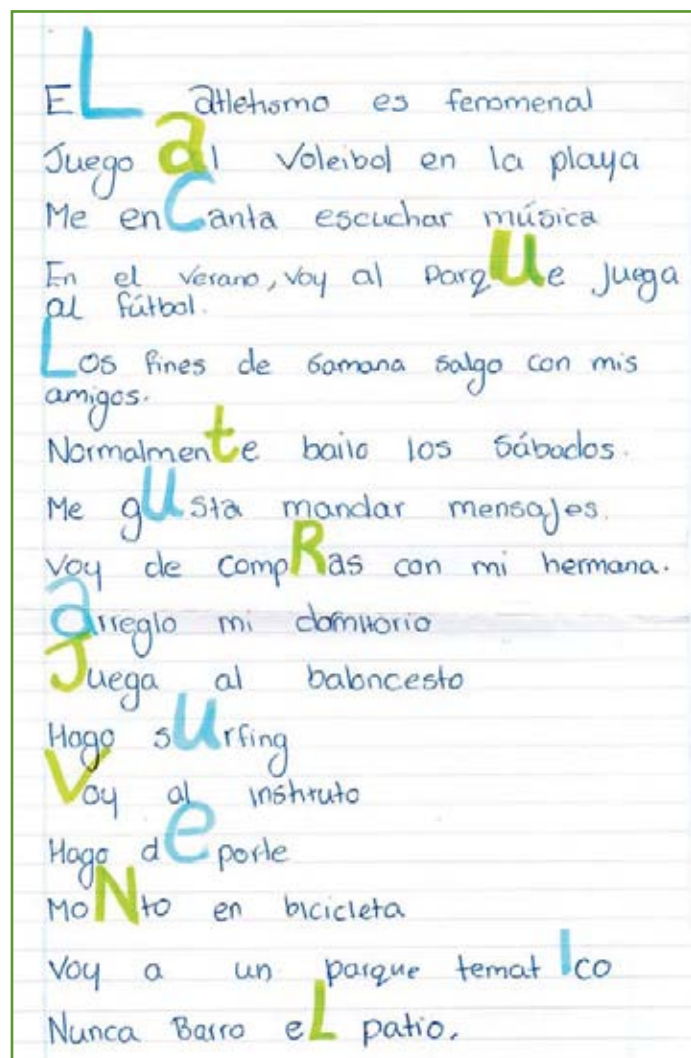 EL atletismo es fenomenal
Juego al Voleibol en la playa
Me enCanta escuchar música
En el verano, voy al parqUe juega
al fútbol.
Los fines de samana salgo con mis
amigos.
Normalmente bailo los sábados.
Me gUsta mandar mensajes.
Voy de compRas con mi hermana.
arreglo mi dormitorio
Juega al baloncesto
Hago sUrfing
Voy al instituto
Hago deporte
MoNto en bicicleta
Voy a un parque tematIco
Nunca Barro eL patio.